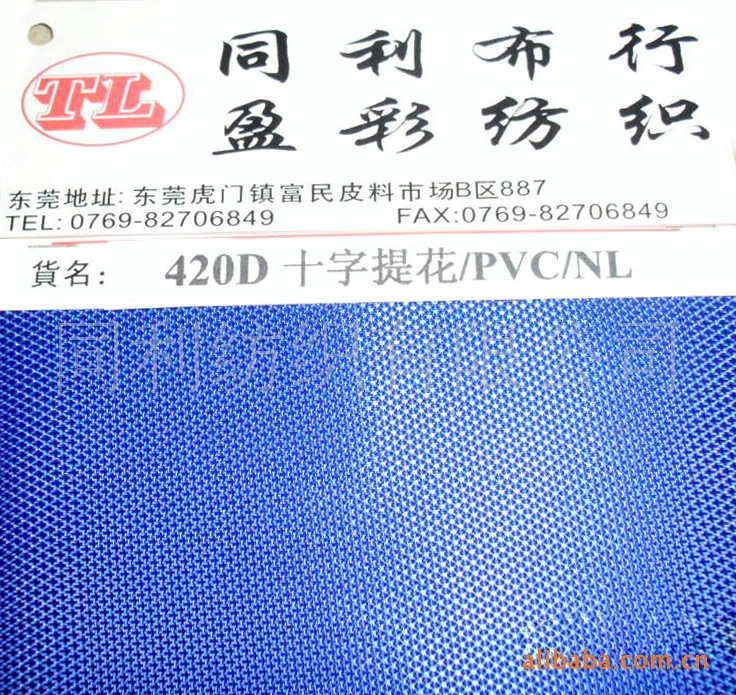 TL
同利布行
盈彩纺织
东莞地址: 东莞虎门镇富民皮料市场B区887
TEL: 0769-82706849 FAX:0769-82706849
貨名: 420D 十字提花/PVC/NL
同利纺织有限公司
alibaba.com.cn